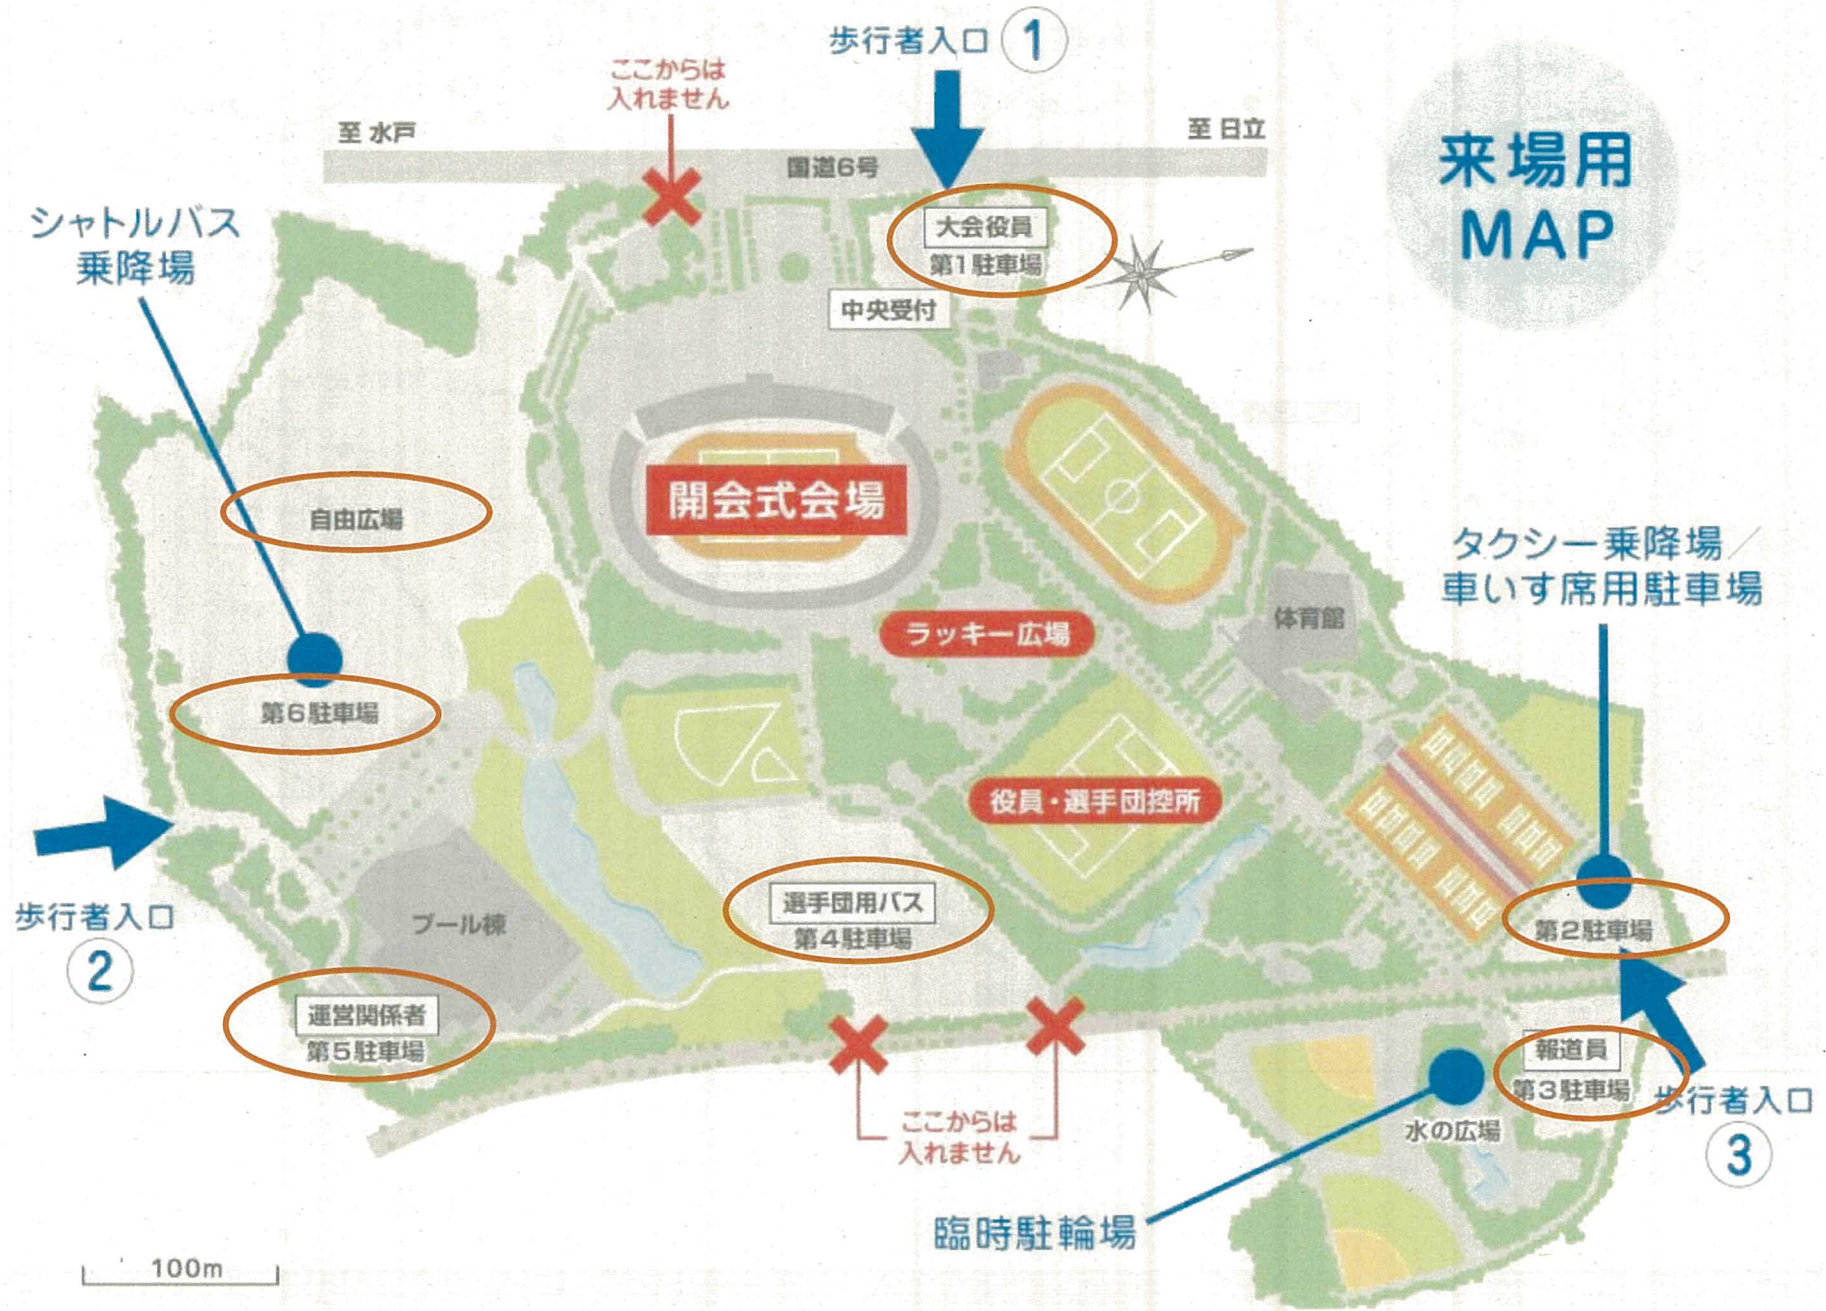 歩行者入口 ①
ここからは
入れません
至 水戸
至 日立
国道6号
来場用
MAP
シャトルバス
乗降場
大会役員
第1駐車場
中央受付
開会式会場
自由広場
タクシー乗降場／
車いす席用駐車場
体育館
ラッキー広場
第6駐車場
役員・選手団控所
歩行者入口
②
プール棟
選手団用バス
第4駐車場
第2駐車場
運営関係者
第5駐車場
報道員
第3駐車場
歩行者入口
③
ここからは
入れません
水の広場
臨時駐輪場
100m